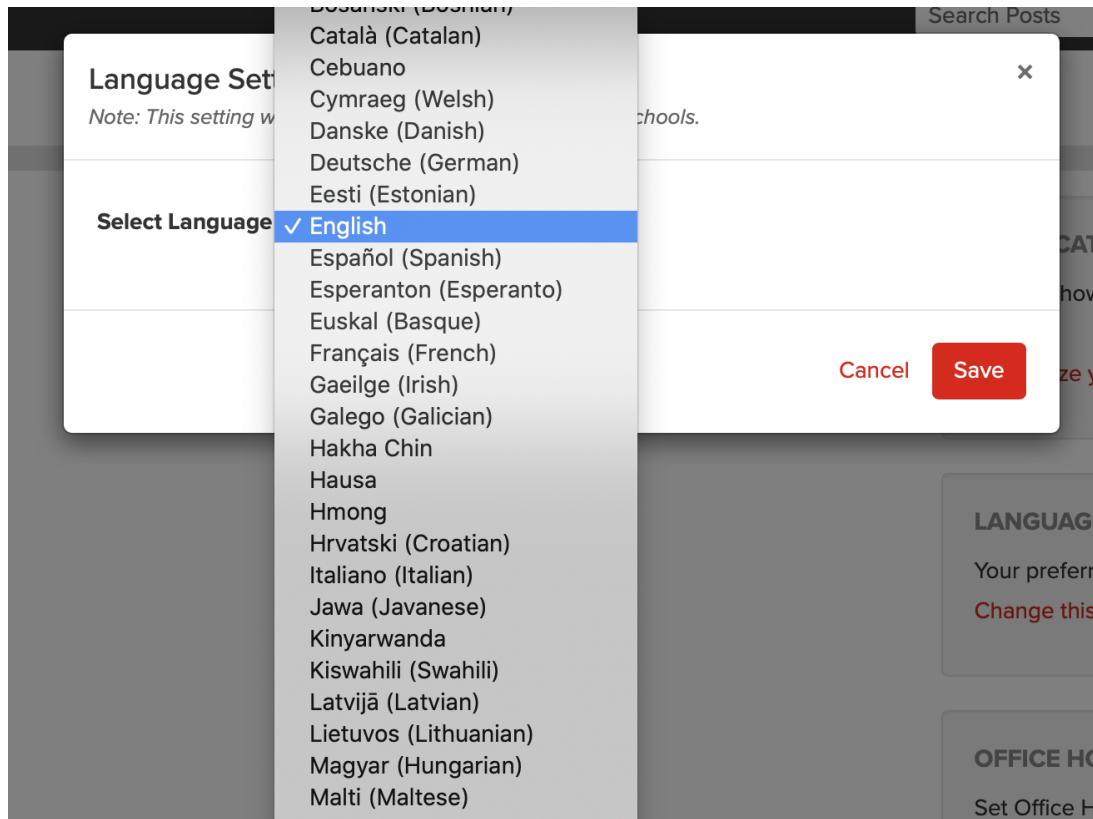 Bosanski (Bosnian)
Search Posts
Català (Catalan)
Language Set
Cebuano
Note: This setting w
Cymraeg (Welsh)
chools.
Danske (Danish)
Deutsche (German)
Eesti (Estonian)
Select Language
✓ English
Español (Spanish)
Esperanton (Esperanto)
Euskal (Basque)
Français (French)
Gaeilge (Irish)
Cancel
Save
Galego (Galician)
Hakha Chin
Hausa
Hmong
Hrvatski (Croatian)
Italiano (Italian)
Jawa (Javanese)
Kinyarwanda
Kiswahili (Swahili)
Latvijā (Latvian)
Lietuvos (Lithuanian)
Magyar (Hungarian)
Malti (Maltese)
CAT
how
ze y
LANGUAG
Your preferr
Change this
OFFICE HO
Set Office H